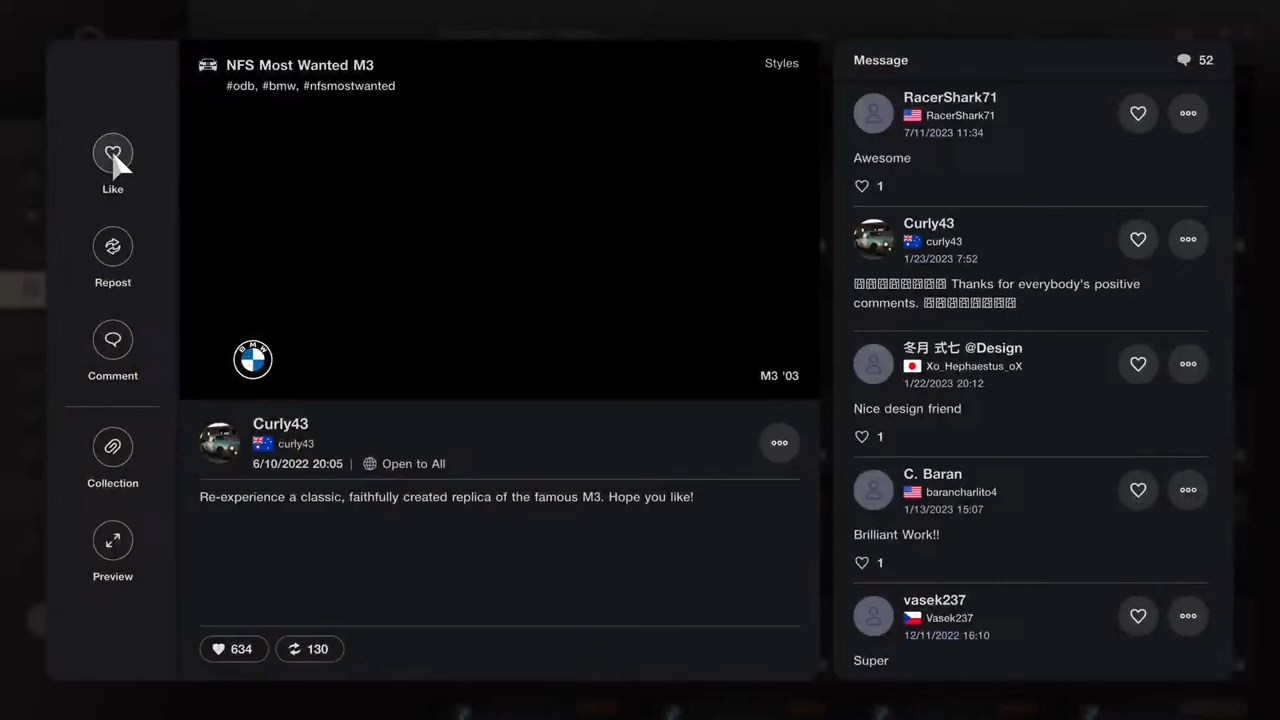 Like
Repost
Comment
Collection
Preview
NFS Most Wanted M3
Styles
#odb, #bmw, #nfsmostwanted
BMW
M3 '03
Curly43
curly43
6/10/2022 20:05 | Open to All
Re-experience a classic, faithfully created replica of the famous M3. Hope you like!
634 130
Message 52
RacerShark71
RacerShark71
7/11/2023 11:34
Awesome
1
Curly43
curly43
1/23/2023 7:52
Thanks for everybody's positive
comments.
冬月 式七 @Design
Xo_Hephaestus_oX
1/22/2023 20:12
Nice design friend
1
C. Baran
barancharlito4
1/13/2023 15:07
Brilliant Work!!
1
vasek237
Vasek237
12/11/2022 16:10
Super